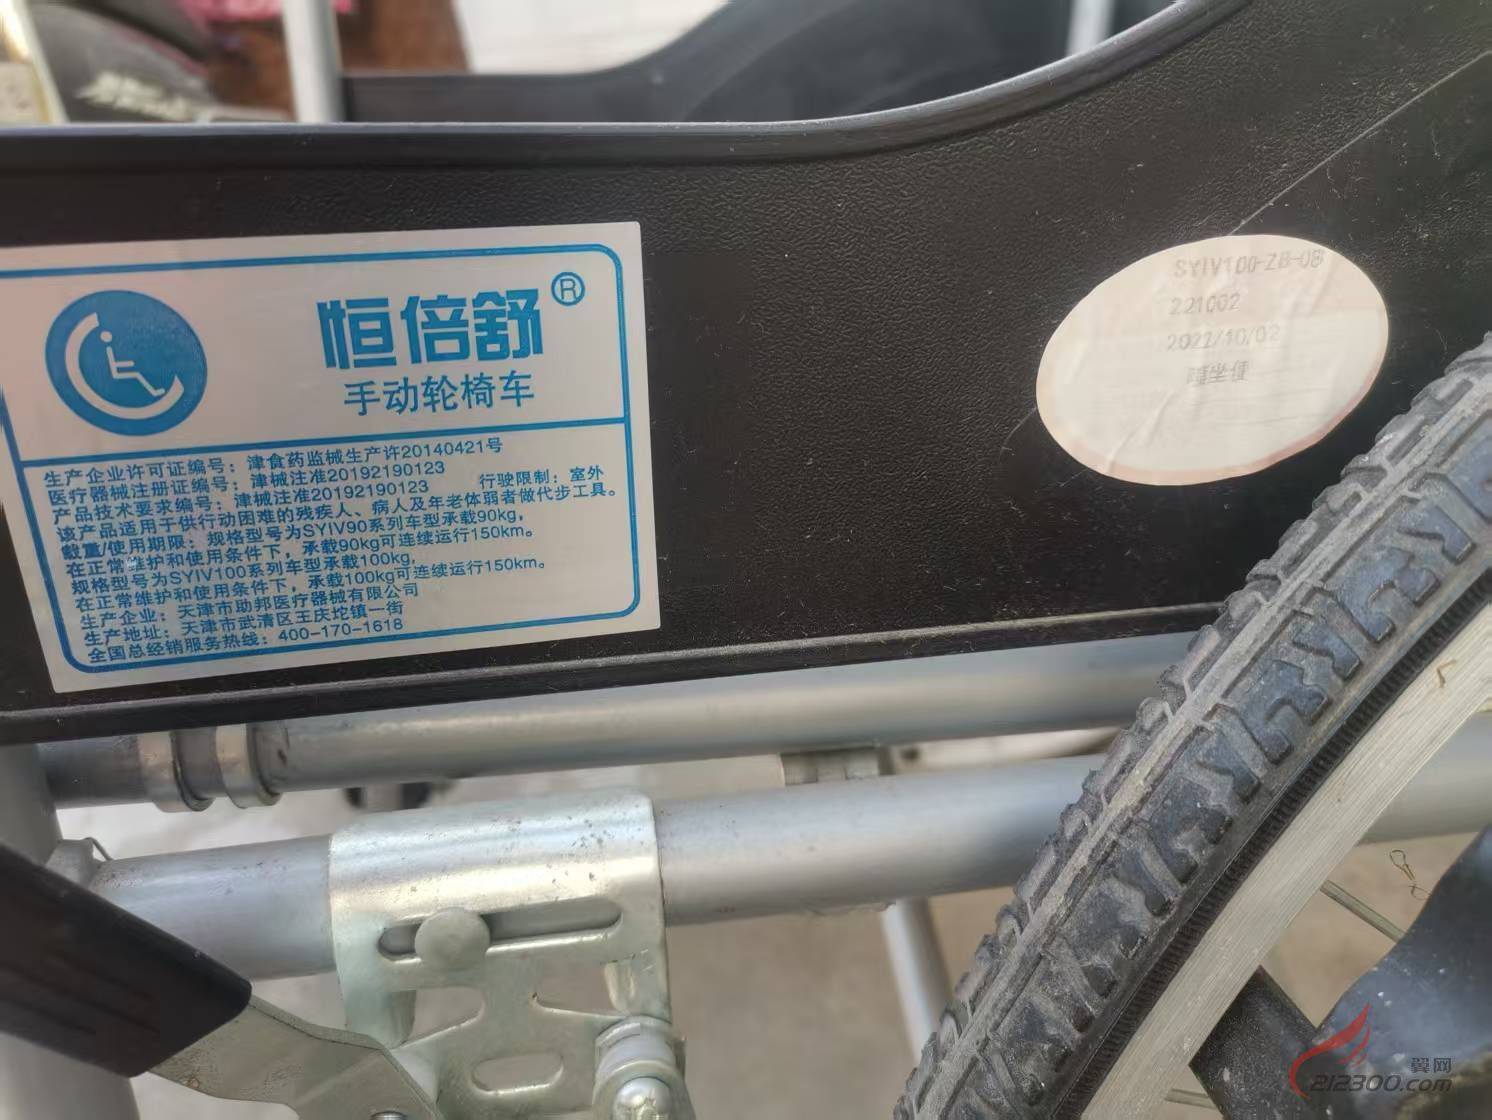 恒倍舒®
手动轮椅车
生产企业许可证编号：津食药监械生产许20140421号
医疗器械注册证编号：津械注准20192190123
产品技术要求编号：津械注准20192190123 行驶限制：室外
该产品适用于供行动困难的残疾人、病人及年老体弱者做代步工具。
载重/使用期限：规格型号为SYIV90系列车型承载90kg，
在正常维护和使用条件下，承载90kg可连续运行150km。
规格型号为SYIV100系列车型承载100kg，
在正常维护和使用条件下，承载100kg可连续运行150km。
生产企业：天津市助邦医疗器械有限公司
生产地址：天津市武清区王庆坨镇一街
全国总经销服务热线：400-170-1618
SYIV100-ZB-08
221002
2022/10/02
坐便
翼网
212300.com